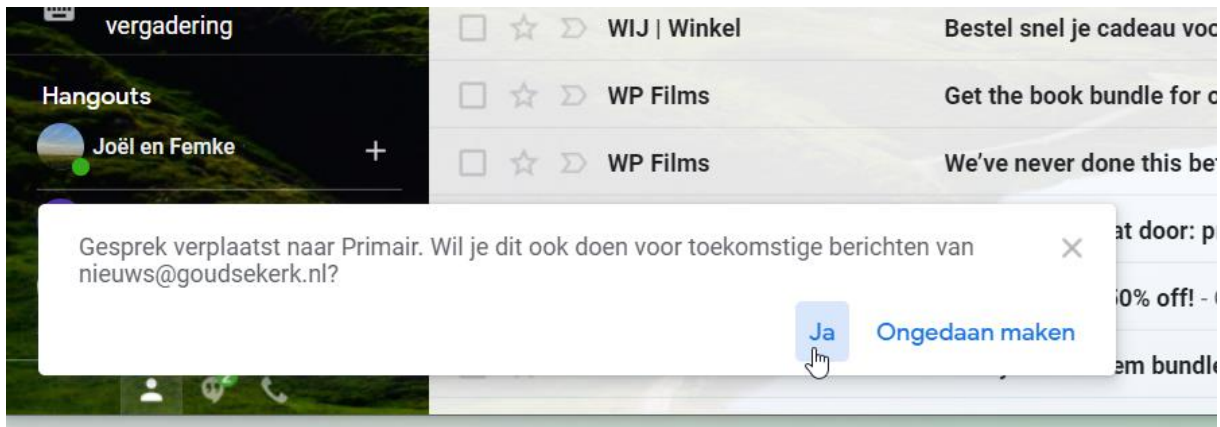 vergadering
Hangouts
Joël en Femke
WIJ | Winkel Bestel snel je cadeau voo
WP Films Get the book bundle for o
WP Films We've never done this bet
at door: p
50% off! -
em bundle
Gesprek verplaatst naar Primair. Wil je dit ook doen voor toekomstige berichten van
nieuws@goudsekerk.nl?
Ja Ongedaan maken